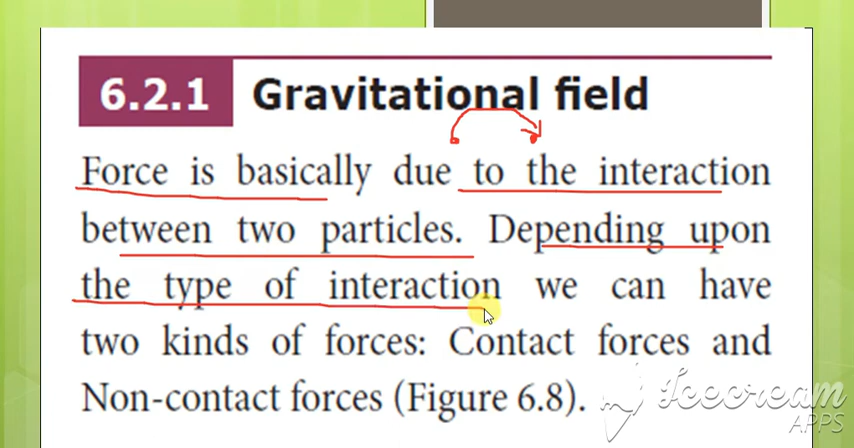 6.2.1 Gravitational field
Force is basically due to the interaction
between two particles. Depending upon
the type of interaction we can have
two kinds of forces: Contact forces and
Non-contact forces (Figure 6.8).
Icecream
APPS